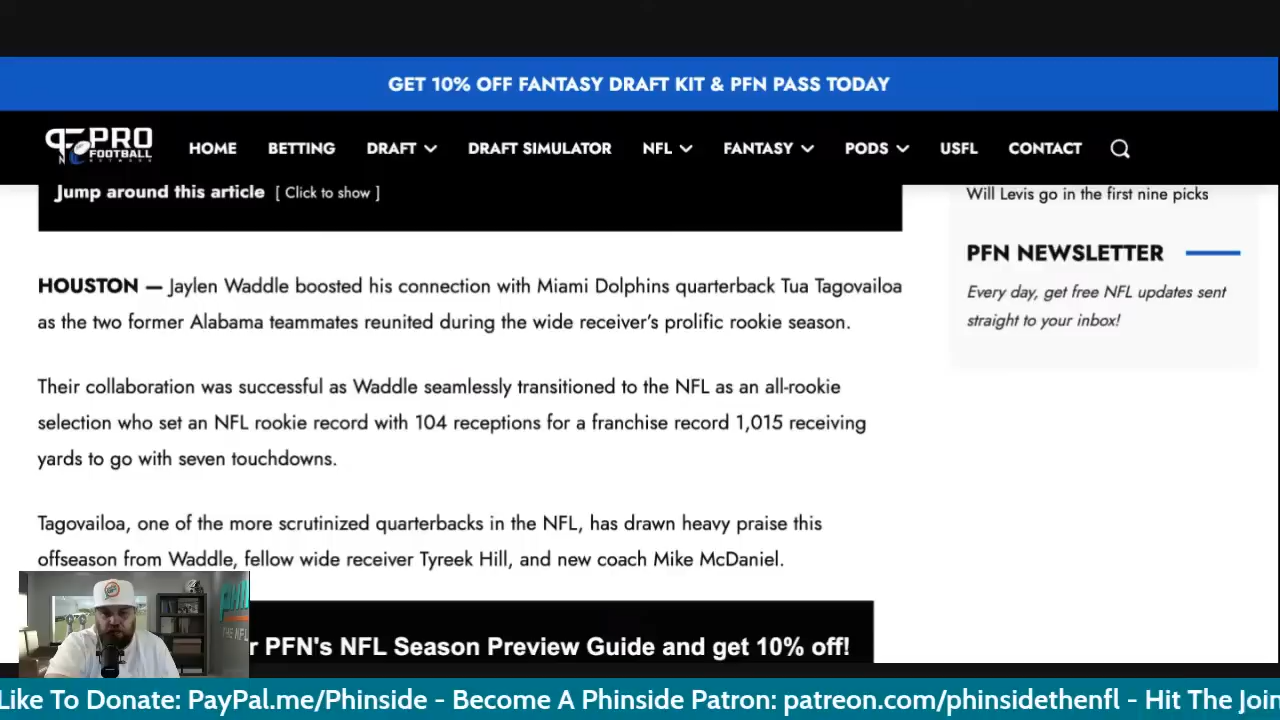 GET 10% OFF FANTASY DRAFT KIT & PFN PASS TODAY
PRO
FOOTBALL
NETWORK
HOME BETTING DRAFT DRAFT SIMULATOR NFL FANTASY PODS USFL CONTACT
Jump around this article [ Click to show ]
Will Levis go in the first nine picks
PFN NEWSLETTER
Every day, get free NFL updates sent
straight to your inbox!
HOUSTON — Jaylen Waddle boosted his connection with Miami Dolphins quarterback Tua Tagovailoa
as the two former Alabama teammates reunited during the wide receiver's prolific rookie season.
Their collaboration was successful as Waddle seamlessly transitioned to the NFL as an all-rookie
selection who set an NFL rookie record with 104 receptions for a franchise record 1,015 receiving
yards to go with seven touchdowns.
Tagovailoa, one of the more scrutinized quarterbacks in the NFL, has drawn heavy praise this
offseason from Waddle, fellow wide receiver Tyreek Hill, and new coach Mike McDaniel.
r PFN's NFL Season Preview Guide and get 10% off!
Like To Donate: PayPal.me/Phinside - Become A Phinside Patron: patreon.com/phinsidethenfl - Hit The Join